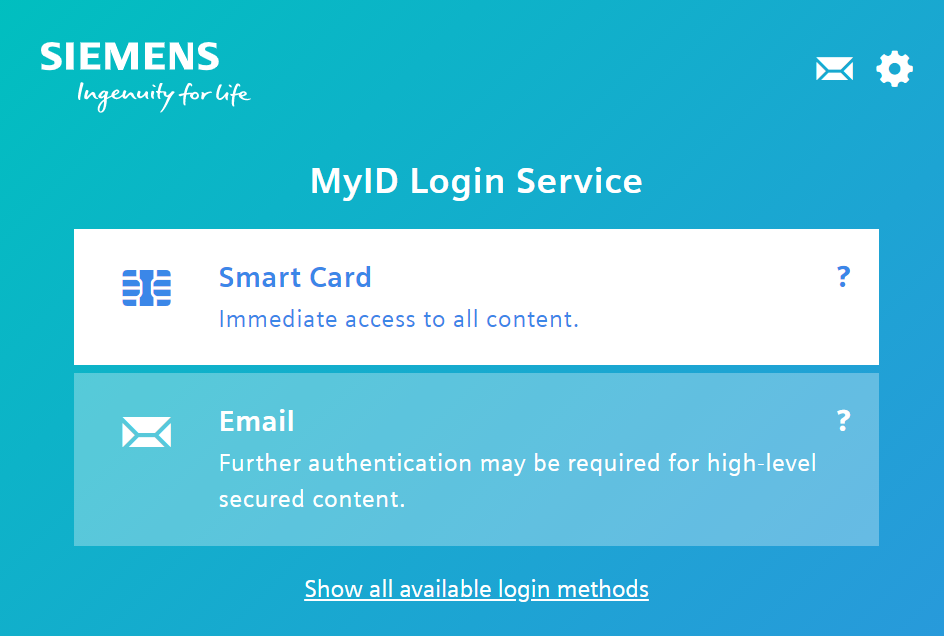 SIEMENS
Ingenuity for life
MyID Login Service
Smart Card
?
Immediate access to all content.
Email
?
Further authentication may be required for high-level
secured content.
Show all available login methods